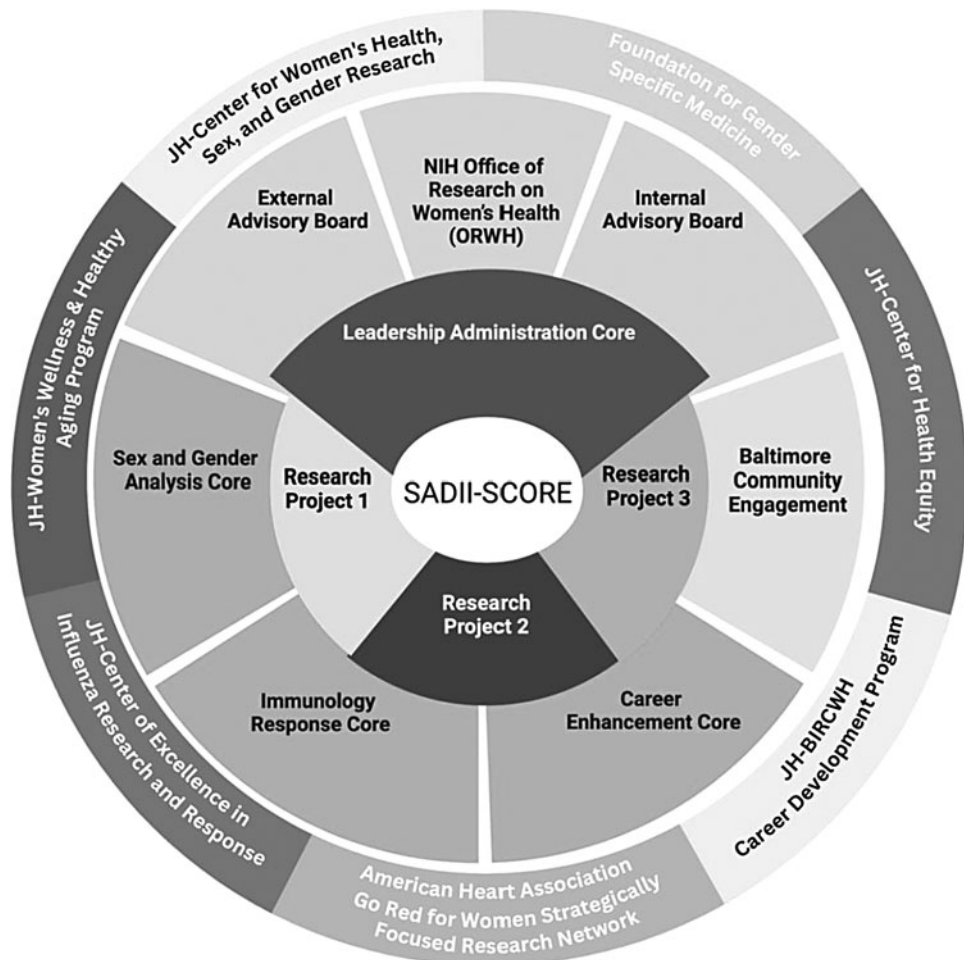 JH-Center for Women's Health,
Sex, and Gender Research
Foundation for Gender
Specific Medicine
External
Advisory Board
NIH Office of
Research on
Women's Health
(ORWH)
Internal
Advisory Board
JH-Women's Wellness & Healthy
Aging Program
JH-Center for Health
Equity
Leadership Administration Core
Sex and Gender
Analysis Core
Research
Project 1
SADII-SCORE
Research
Project 3
Baltimore
Community
Engagement
Research
Project 2
Immunology
Response Core
Career
Enhancement Core
JH-Center of Excellence in
Influenza Research and Response
JH-BIRCWH
Career Development Program
American Heart Association
Go Red for Women Strategically
Focused Research Network